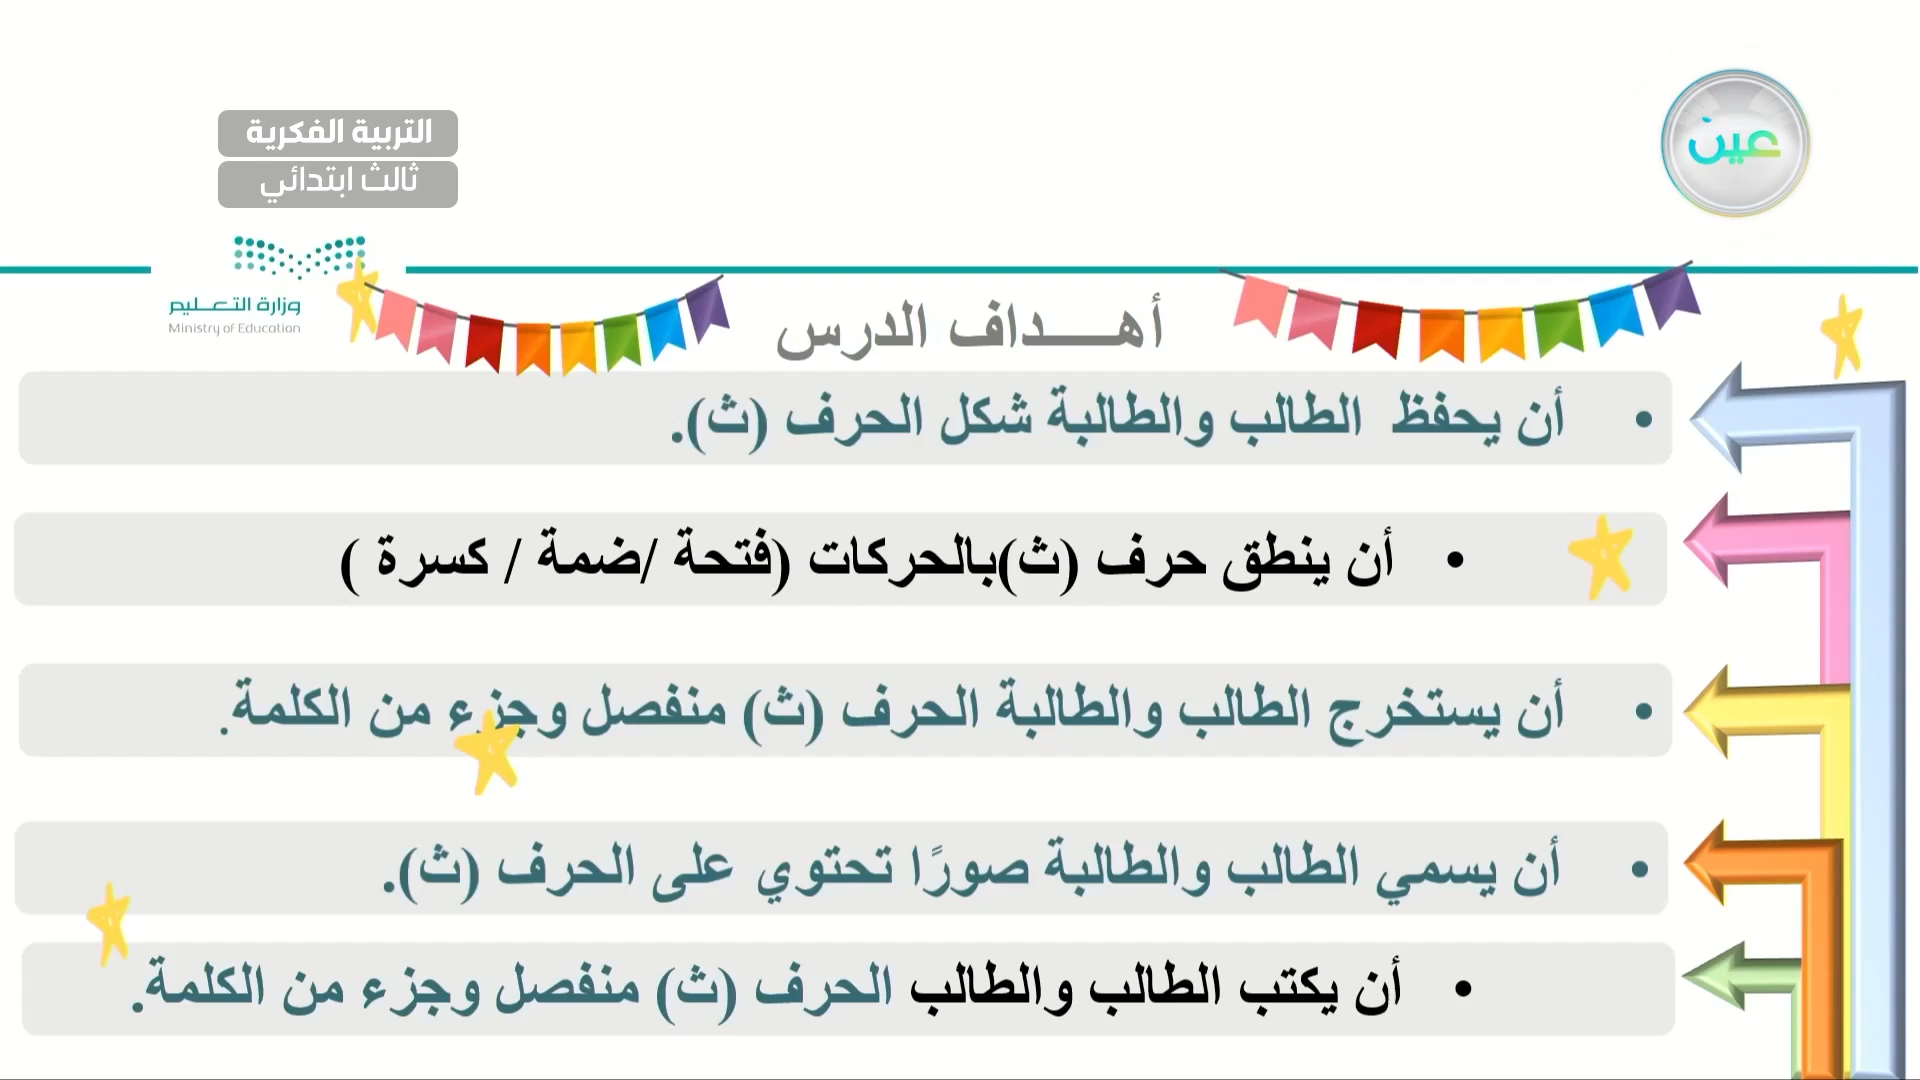 عين
التربية الفكرية
ثالث ابتدائي
وزارة التعليم
Ministry of Education
أهداف الدرس
• أن يحفظ الطالب والطالبة شكل الحرف (ث).
• أن ينطق حرف (ث)بالحركات (فتحة /ضمة / كسرة )
• أن يستخرج الطالب والطالبة الحرف (ث) منفصل وجزء من الكلمة.
• أن يسمي الطالب والطالبة صورًا تحتوي على الحرف (ث).
• أن يكتب الطالب والطالب الحرف (ث) منفصل وجزء من الكلمة.